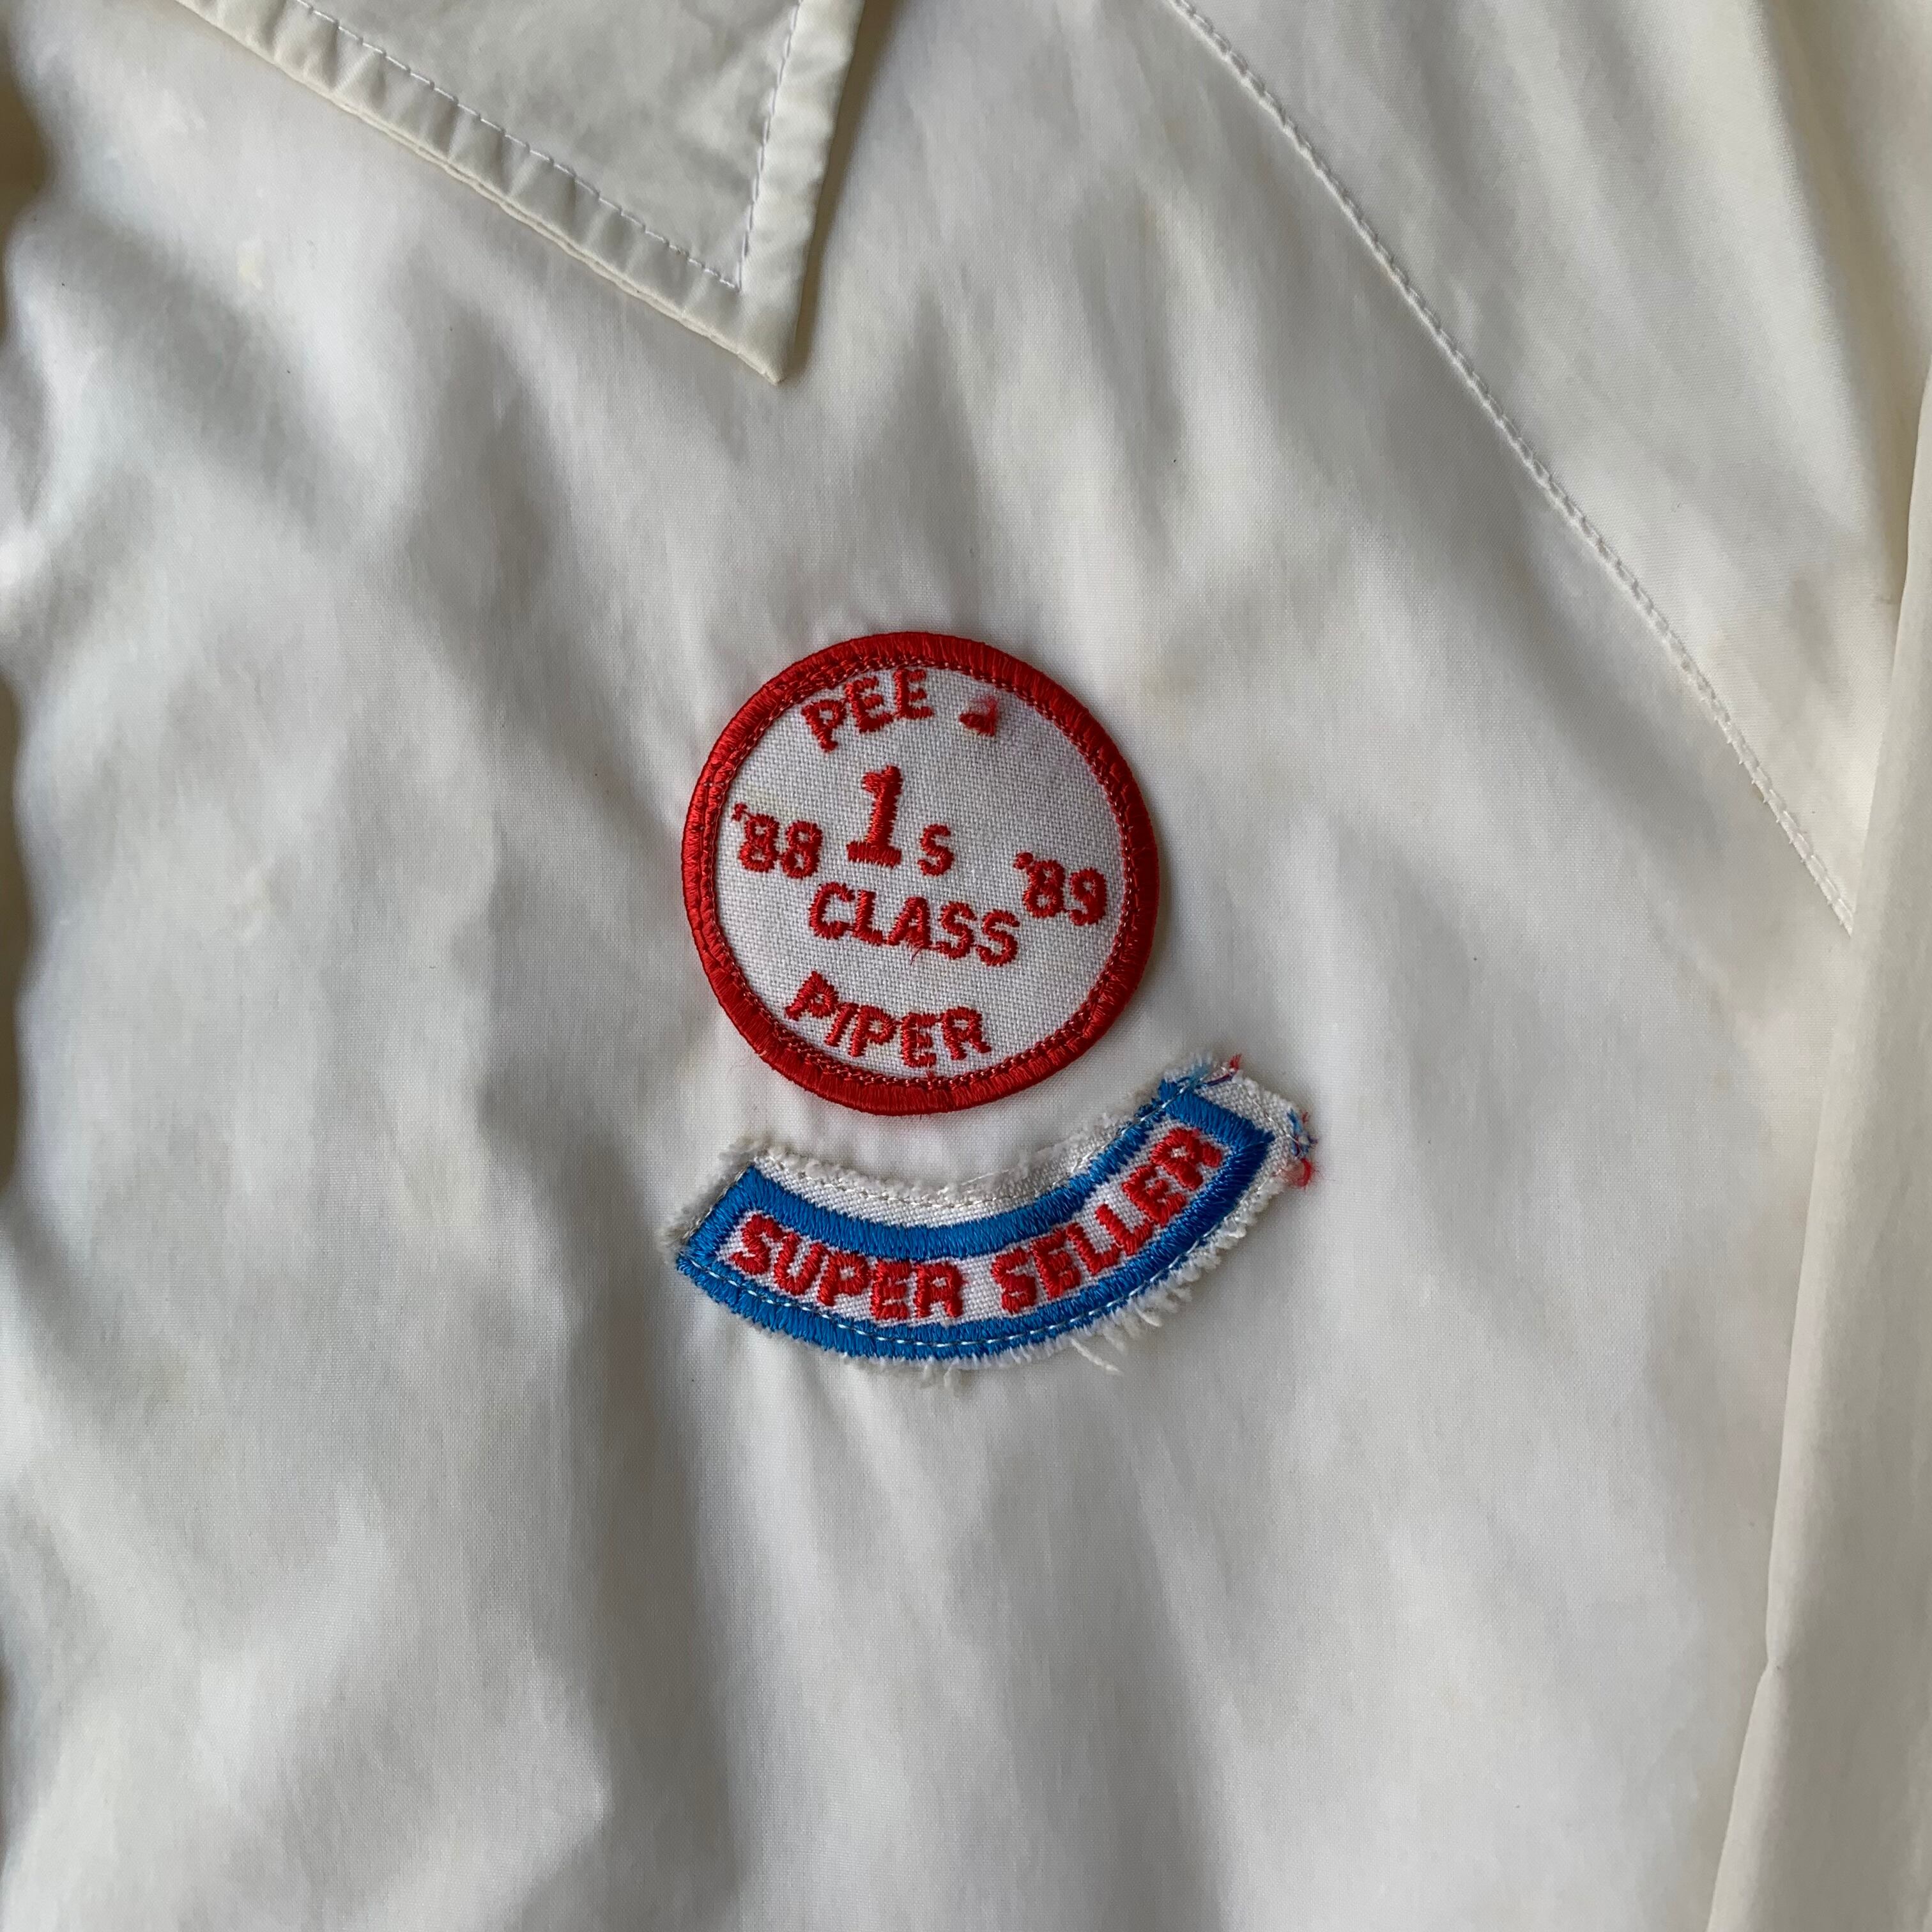 PEE
'88 1s '89
CLASS
PIPER
SUPER SELLER